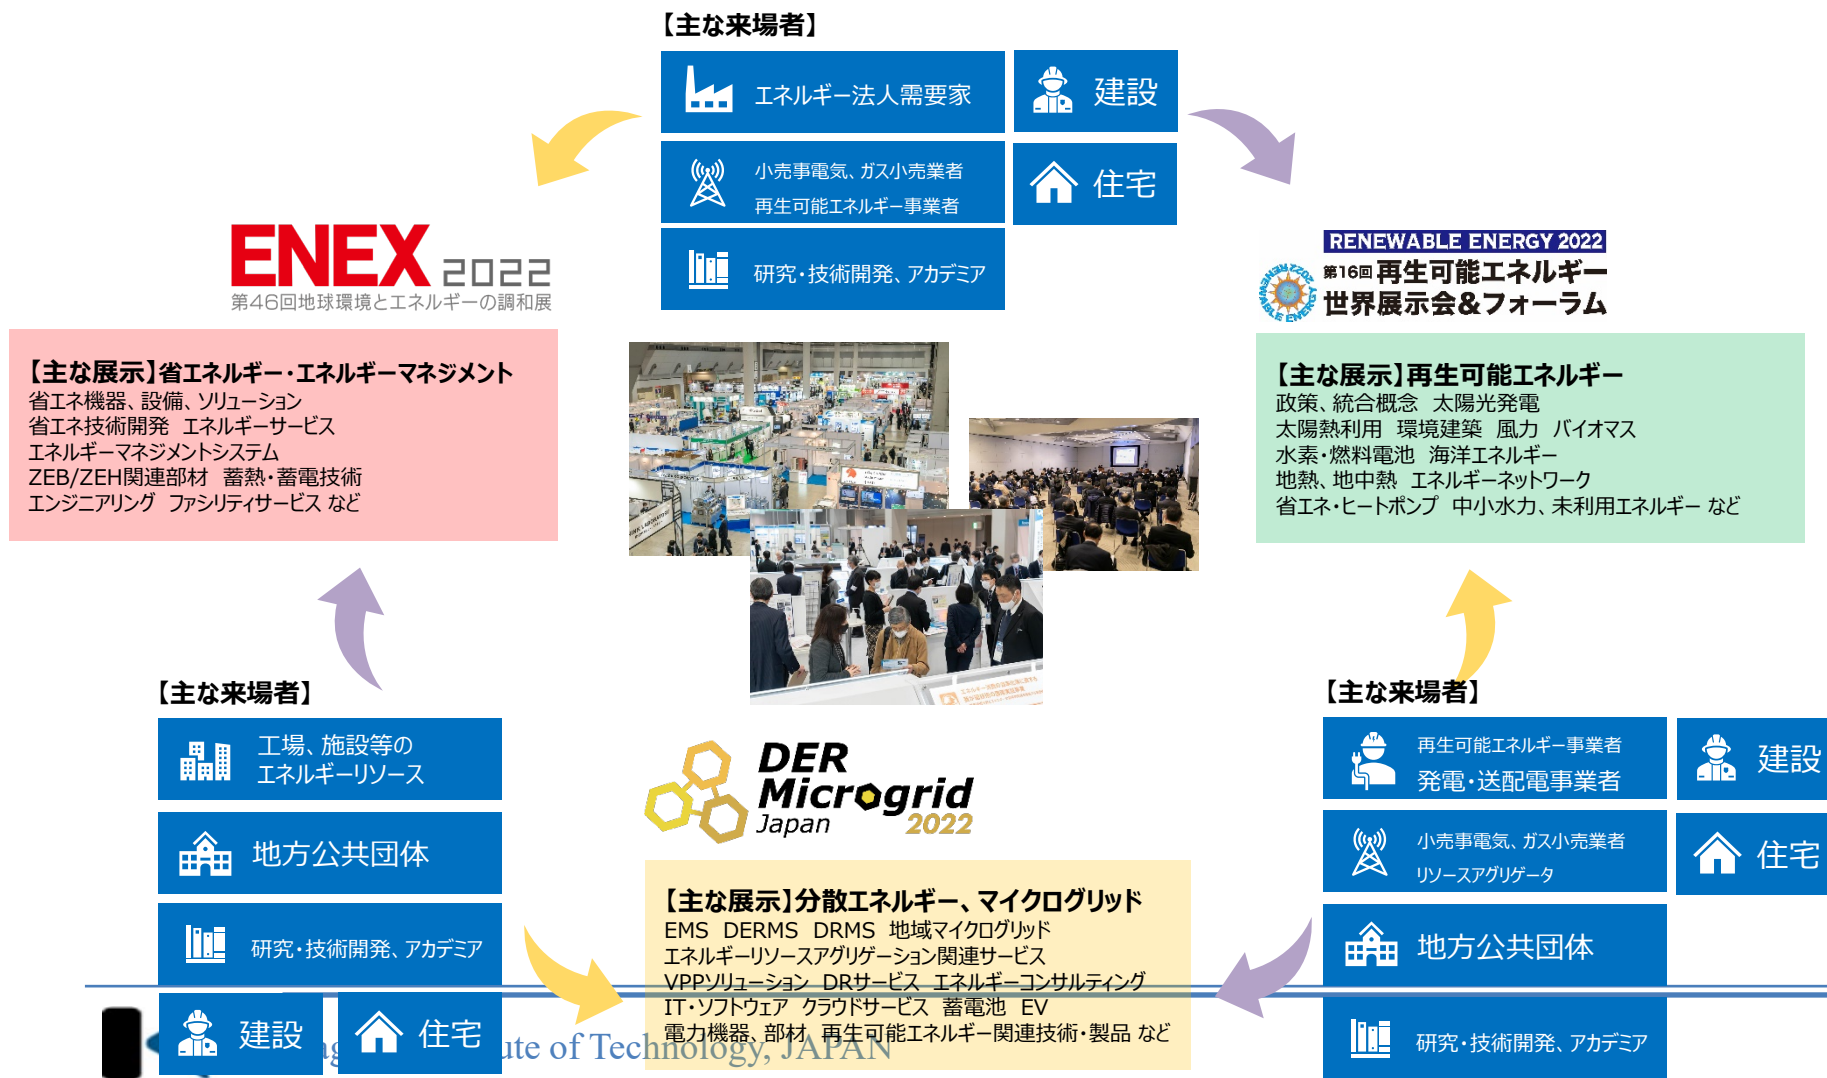 【主な来場者】
エネルギー法人需要家
建設
小売事電気、ガス小売業者
再生可能エネルギー事業者
住宅
研究・技術開発、アカデミア
ENEX 2022
第46回地球環境とエネルギーの調和展
【主な展示】省エネルギー・エネルギーマネジメント
省エネ機器、設備、ソリューション
省エネ技術開発 エネルギーサービス
エネルギーマネジメントシステム
ZEB/ZEH関連部材 蓄熱・蓄電技術
エンジニアリング ファシリティサービス など
RENEWABLE ENERGY 2022
第16回 再生可能エネルギー
世界展示会&フォーラム
【主な展示】再生可能エネルギー
政策、統合概念 太陽光発電
太陽熱利用 環境建築 風力 バイオマス
水素・燃料電池 海洋エネルギー
地熱、地中熱 エネルギーネットワーク
省エネ・ヒートポンプ 中小水力、未利用エネルギー など
【主な来場者】
工場、施設等の
エネルギーリソース
地方公共団体
研究・技術開発、アカデミア
建設
住宅
DER
Microgrid
Japan 2022
【主な展示】分散エネルギー、マイクログリッド
EMS DERMS DRMS 地域マイクログリッド
エネルギーリソースアグリゲーション関連サービス
VPPソリューション DRサービス エネルギーコンサルティング
IT・ソフトウェア クラウドサービス 蓄電池 EV
電力機器、部材 再生可能エネルギー関連技術・製品 など
【主な来場者】
再生可能エネルギー事業者
発電・送配電事業者
建設
小売事電気、ガス小売業者
リソースアグリゲータ
住宅
地方公共団体
研究・技術開発、アカデミア
ute of Technology, JAPAN